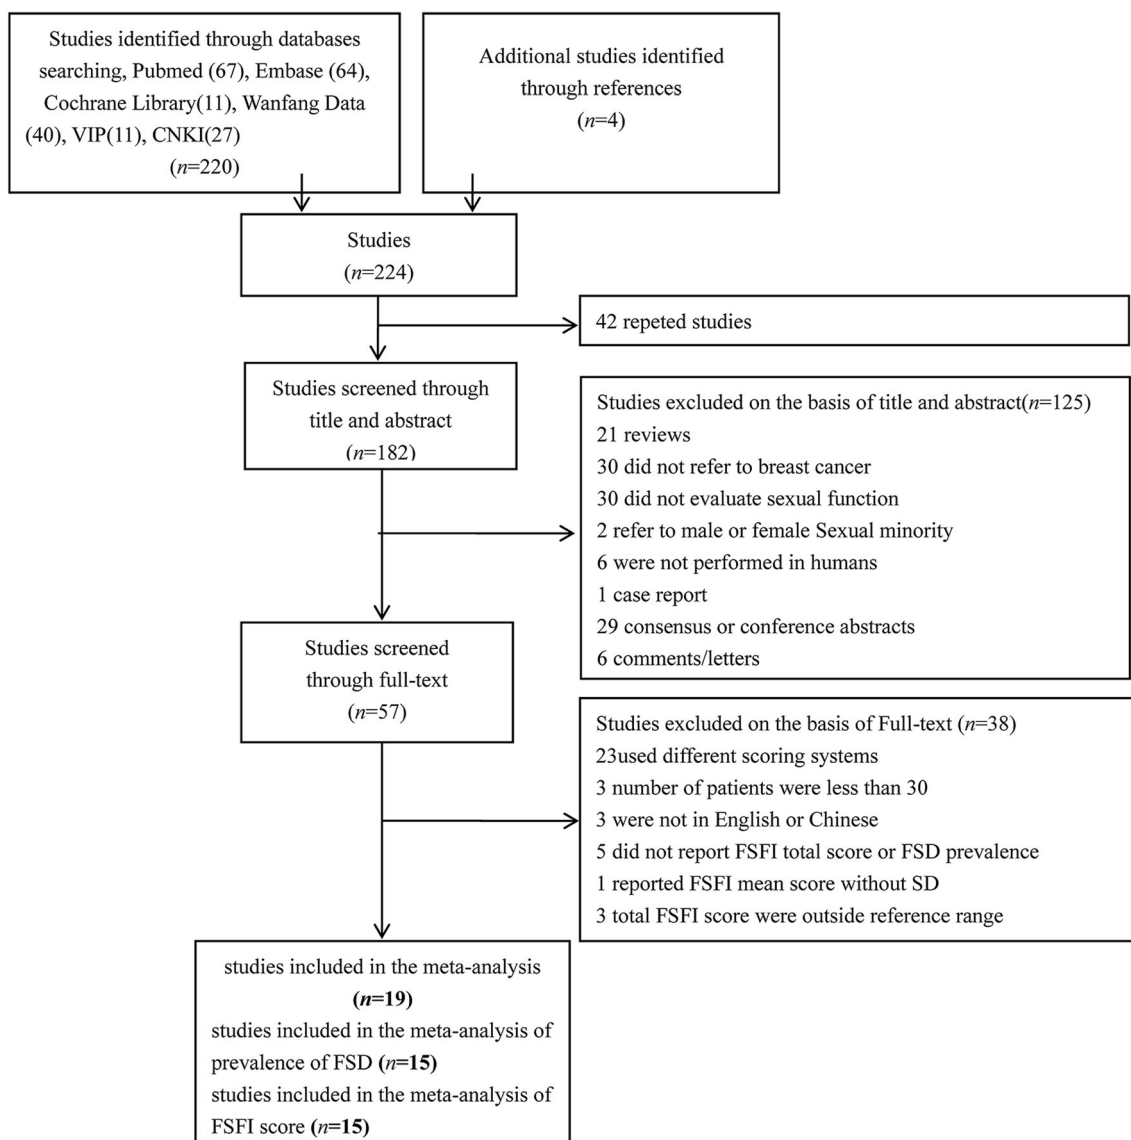 Studies identified through databases
searching, Pubmed (67), Embase (64),
Cochrane Library(11), Wanfang Data
(40), VIP(11), CNKI(27)
(n=220)
Additional studies identified
through references
(n=4)
Studies
(n=224)
42 repeted studies
Studies screened through
title and abstract
(n=182)
Studies excluded on the basis of title and abstract(n=125)
21 reviews
30 did not refer to breast cancer
30 did not evaluate sexual function
2 refer to male or female Sexual minority
6 were not performed in humans
1 case report
29 consensus or conference abstracts
6 comments/letters
Studies screened
through full-text
(n=57)
Studies excluded on the basis of Full-text (n=38)
23used different scoring systems
3 number of patients were less than 30
3 were not in English or Chinese
5 did not report FSFI total score or FSD prevalence
1 reported FSFI mean score without SD
3 total FSFI score were outside reference range
studies included in the meta-analysis
(n=19)
studies included in the meta-analysis of
prevalence of FSD (n=15)
studies included in the meta-analysis of
FSFI score (n=15)